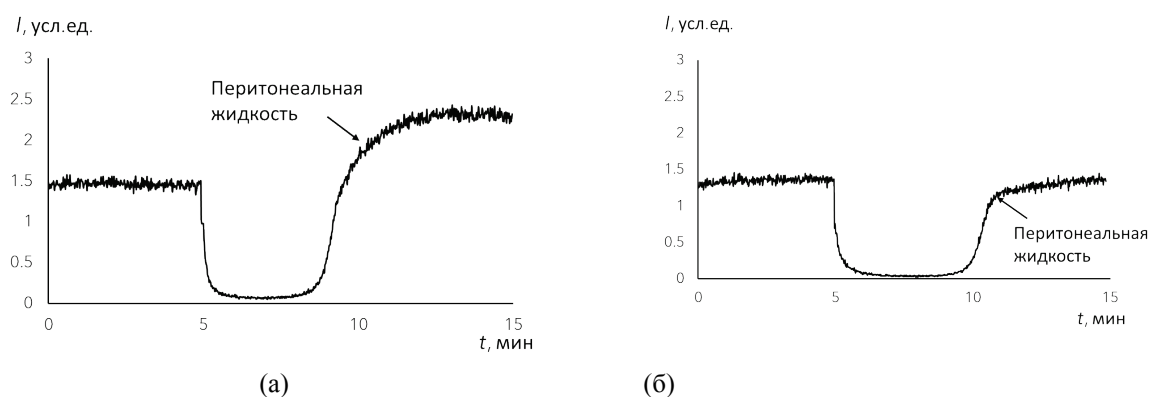 I, усл.ед.
3
2.5
2
1.5
1
0.5
0
0
5
10
15
t, мин
Перитонеальная
жидкость
(а)
I, усл.ед.
3
2.5
2
1.5
1
0.5
0
0
5
10
15
t, мин
Перитонеальная
жидкость
(б)